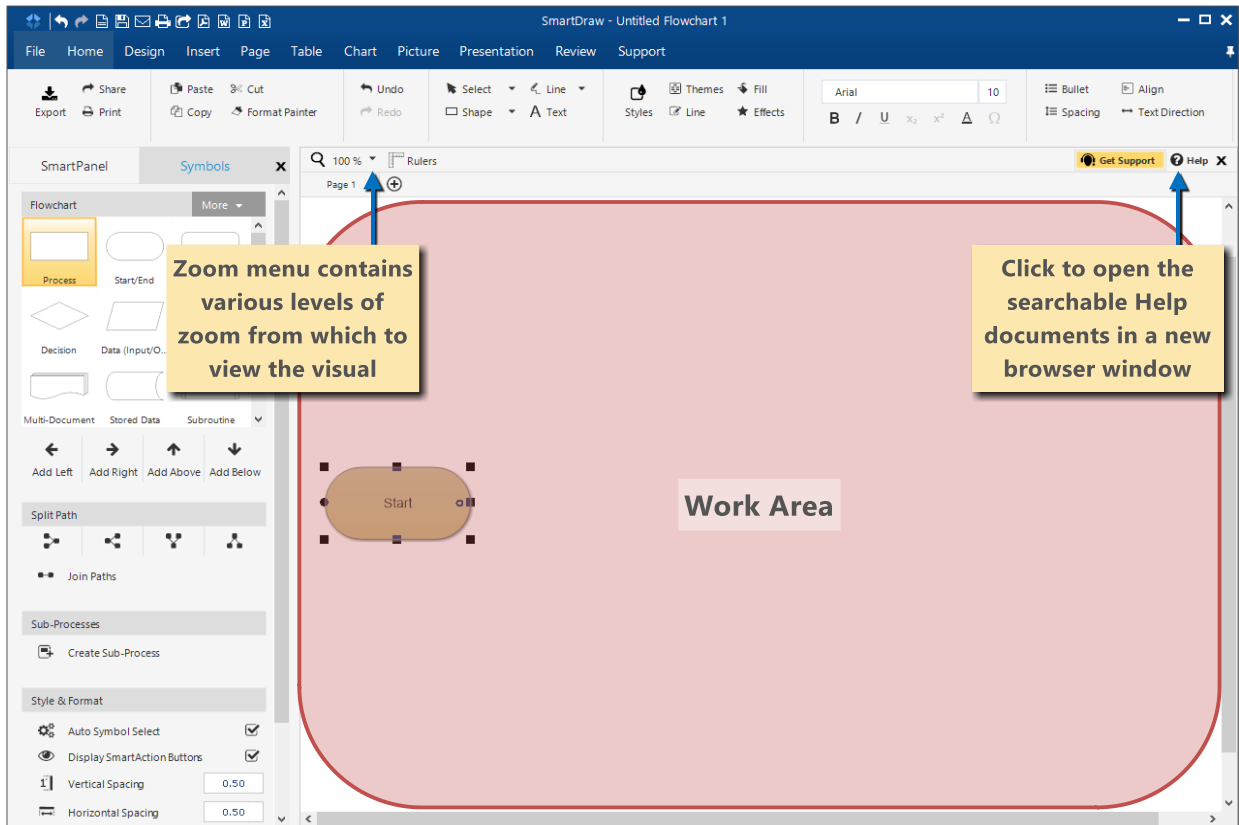 SmartDraw - Untitled Flowchart 1
File Home Design Insert Page Table Chart Picture Presentation Review Support
Export Share Print
Paste Cut
Copy Format Painter
Undo
Redo
Select Line
Shape Text
Styles Themes Fill
Line Effects
Arial 10
B I U x₂ x² A Ω
Bullet Align
Spacing Text Direction
SmartPanel Symbols X
100 % Rulers
Get Support Help X
Page 1
Flowchart More
Process Start/End
Decision Data (Input/O...
Multi-Document Stored Data Subroutine
Add Left Add Right Add Above Add Below
Split Path
Join Paths
Sub-Processes
Create Sub-Process
Style & Format
Auto Symbol Select
Display SmartAction Buttons
Vertical Spacing 0.50
Horizontal Spacing 0.50
Zoom menu contains
various levels of
zoom from which to
view the visual
Click to open the
searchable Help
documents in a new
browser window
Start
Work Area